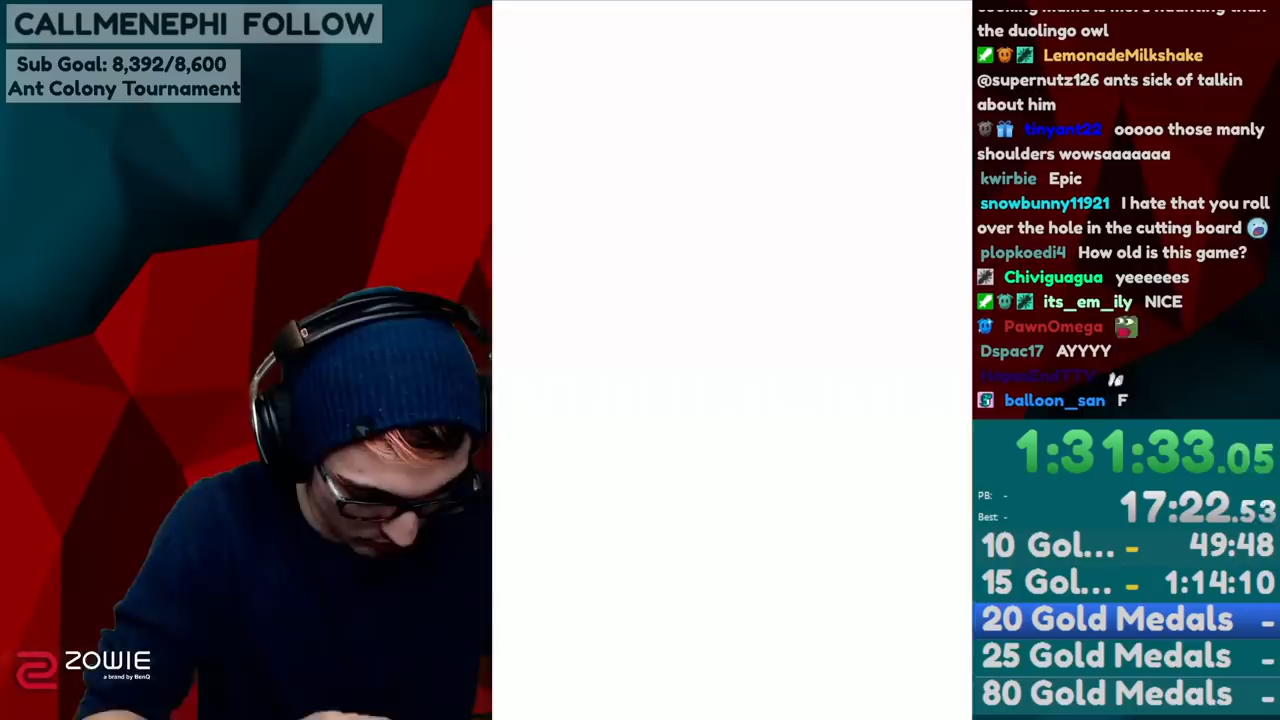 CALLMENEPHI FOLLOW
Sub Goal: 8,392/8,600
Ant Colony Tournament
ZOWIE
a brand by BenQ
the duolingo owl
LemonadeMilkshake
@supernutz126 ants sick of talkin
about him
tinyant22 ooooo those manly
shoulders wowsaaaaaaa
kwirbie Epic
snowbunny11921 I hate that you roll
over the hole in the cutting board
plopkoedi4 How old is this game?
Chiviguagua yeeeeees
its_em_ily NICE
PawnOmega
Dspac17 AYYYY
balloon_san F
1:31:33.05
PB: -
17:22.53
Best: -
10 Gol... - 49:48
15 Gol... - 1:14:10
20 Gold Medals -
25 Gold Medals -
80 Gold Medals -